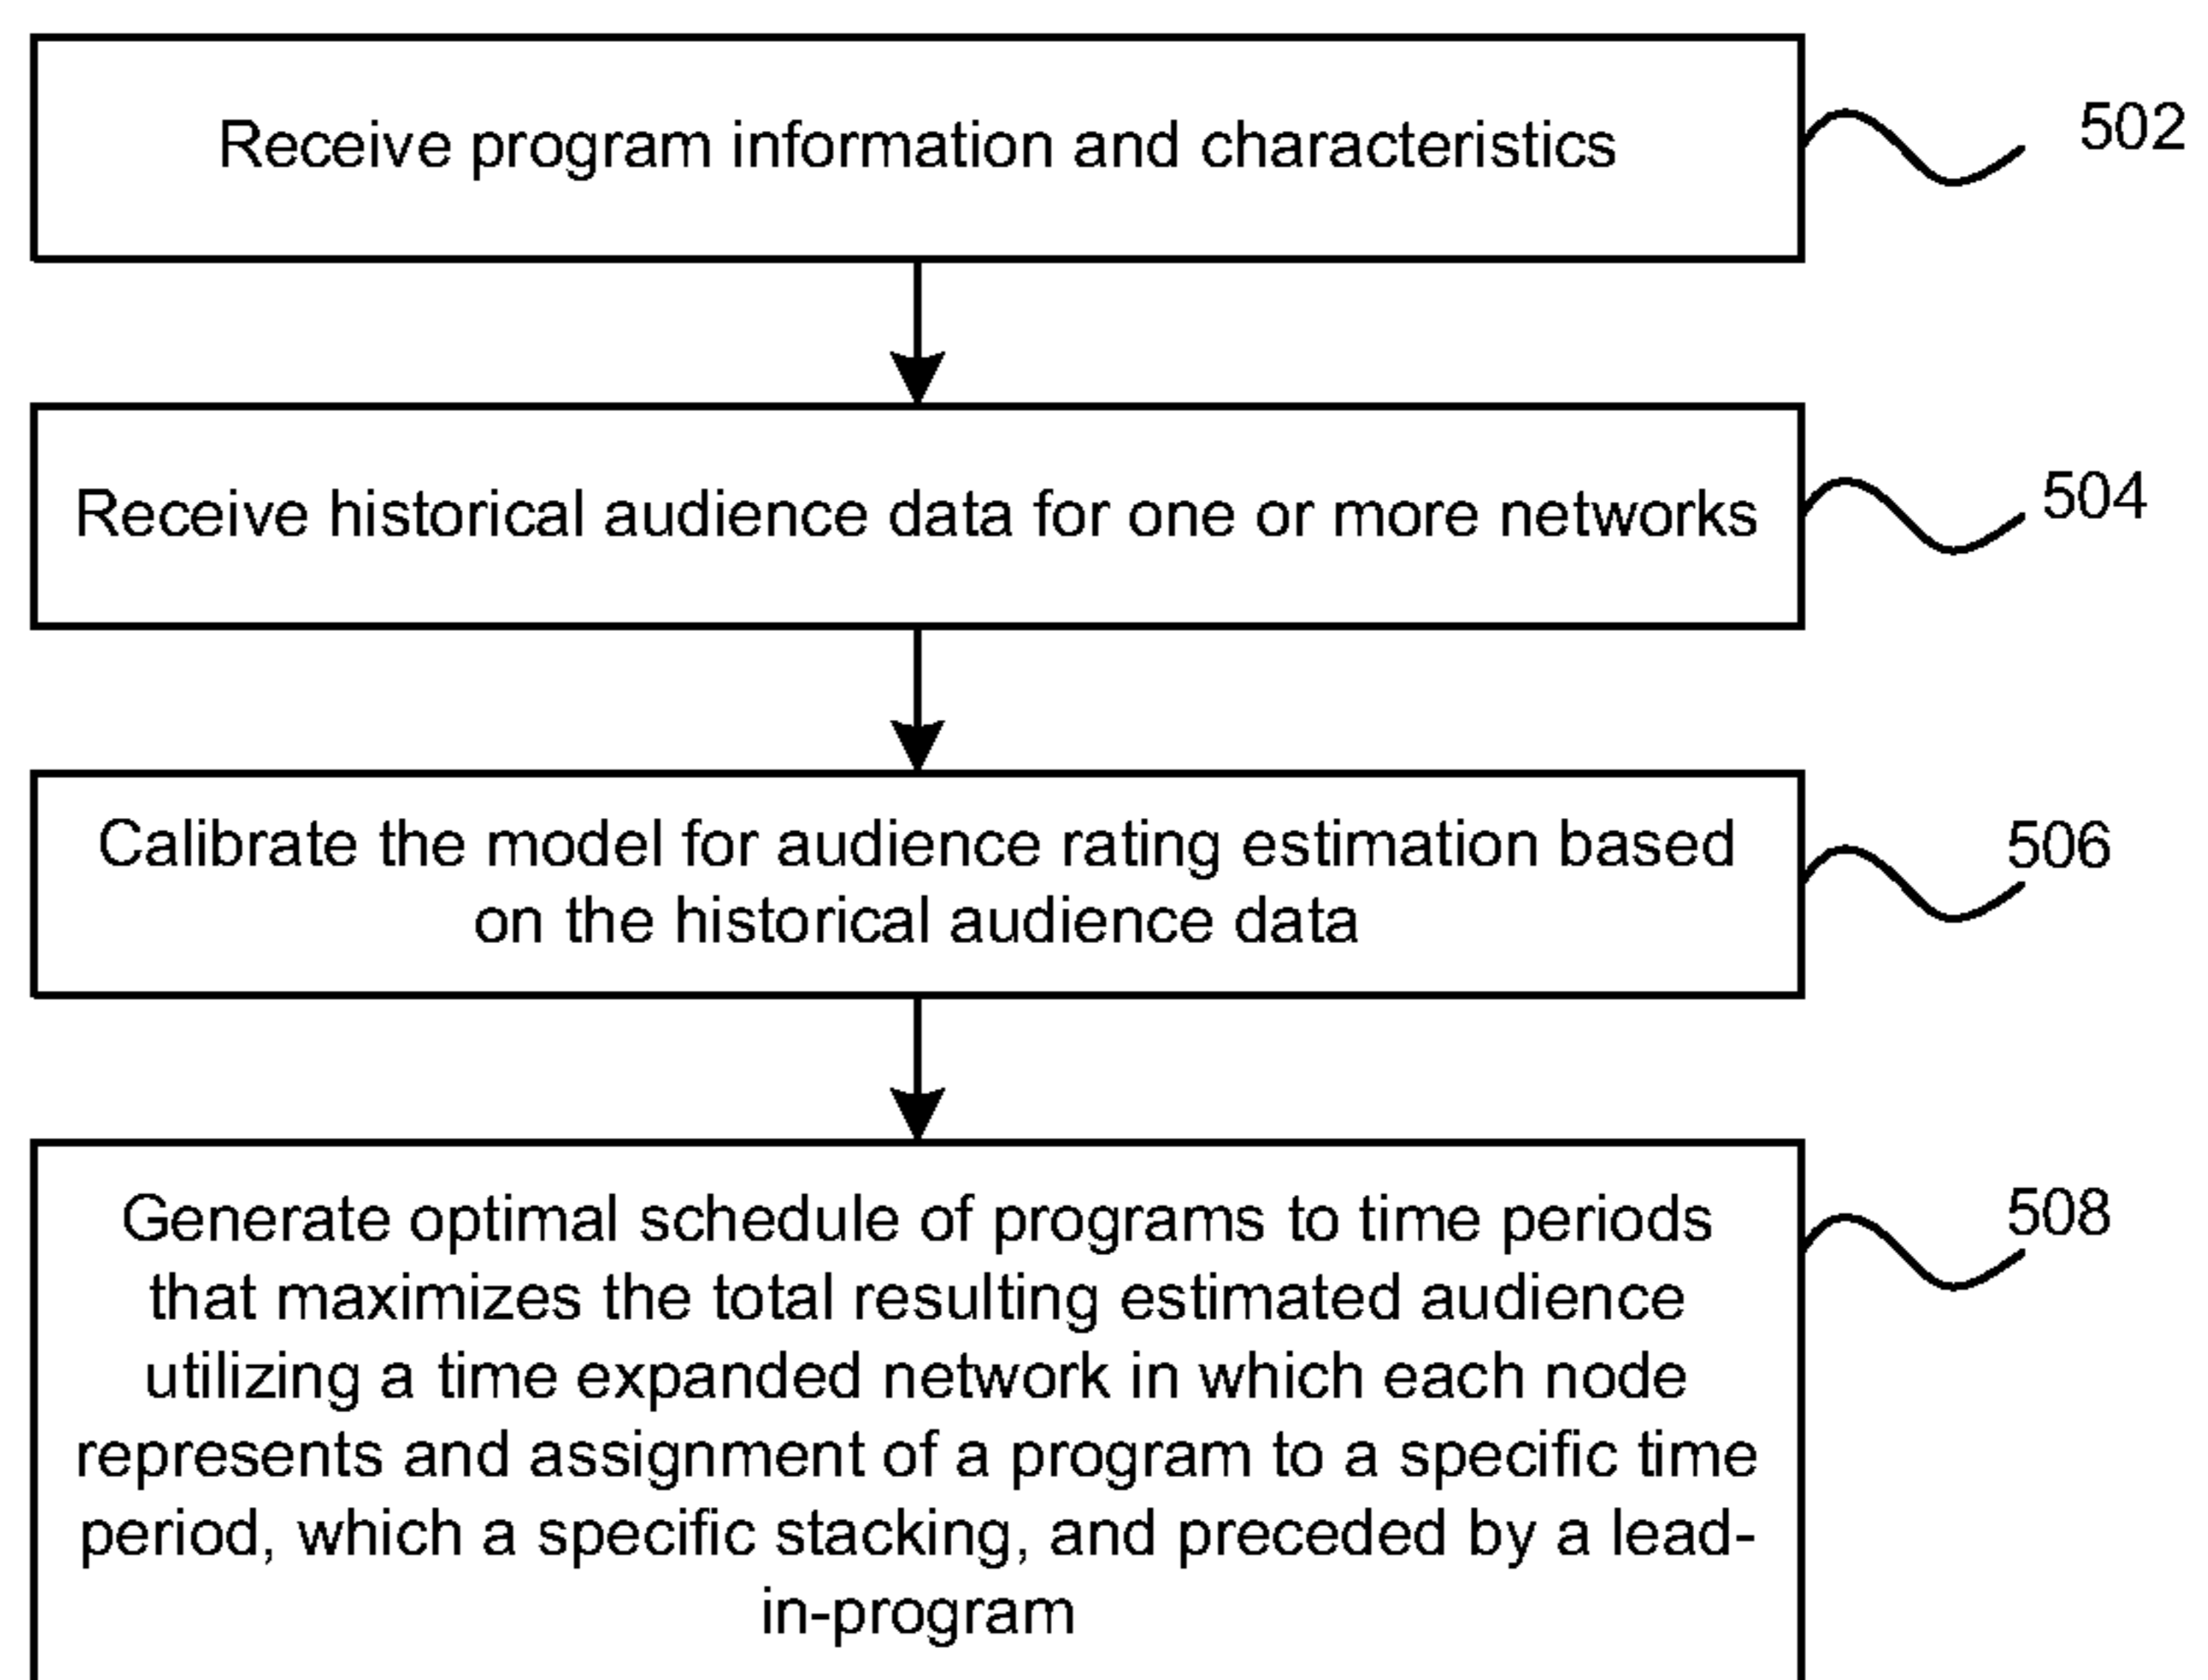 Receive program information and characteristics
502
Receive historical audience data for one or more networks
504
Calibrate the model for audience rating estimation based
on the historical audience data
506
Generate optimal schedule of programs to time periods
that maximizes the total resulting estimated audience
utilizing a time expanded network in which each node
represents and assignment of a program to a specific time
period, which a specific stacking, and preceded by a lead-
in-program
508